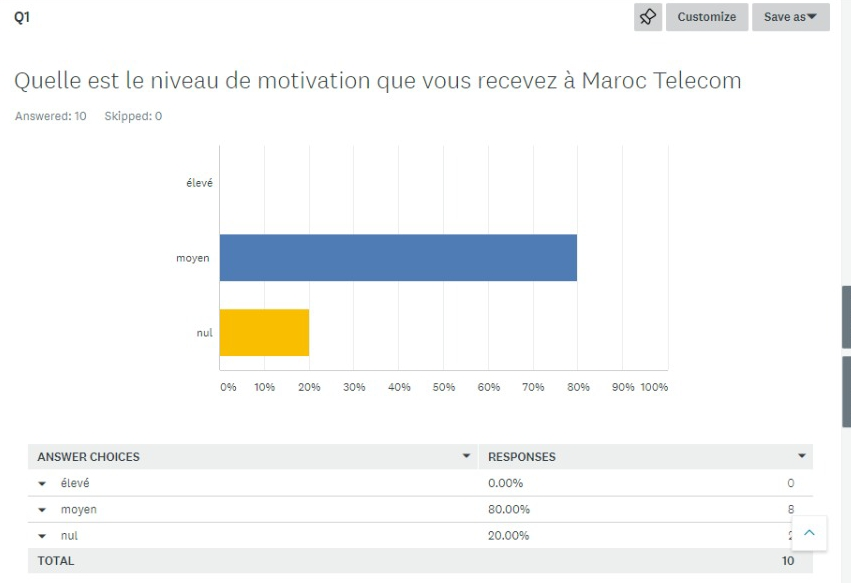 Q1
Customize
Save as
Quelle est le niveau de motivation que vous recevez à Maroc Telecom
Answered: 10 Skipped: 0
élevé
moyen
nul
0% 10% 20% 30% 40% 50% 60% 70% 80% 90% 100%
ANSWER CHOICES RESPONSES
élevé 0.00% 0
moyen 80.00% 8
nul 20.00% 2
TOTAL 10